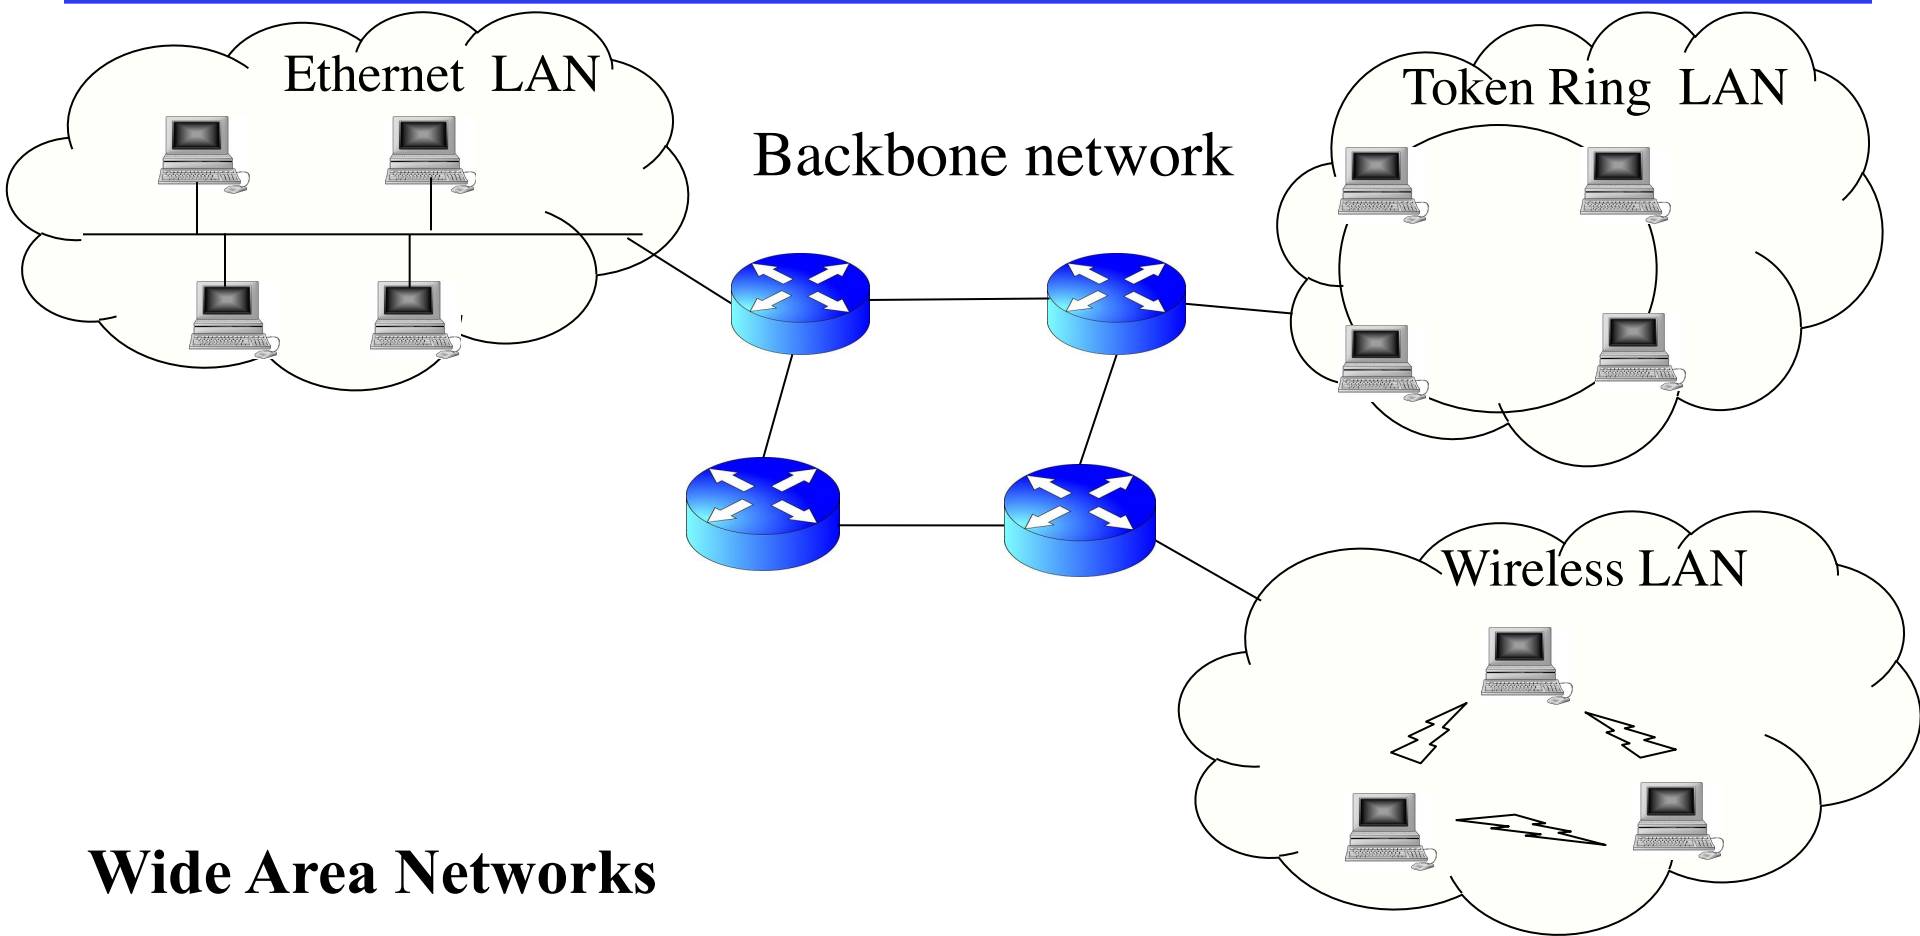 Ethernet  LAN
Token Ring  LAN
Backbone network
Wireless LAN
Wide Area Networks